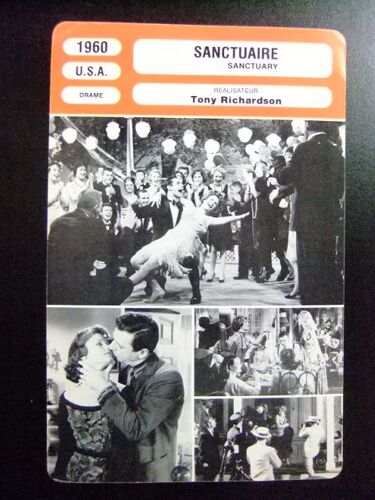 1960
U.S.A.
DRAME
SANCTUAIRE
SANCTUARY
RÉALISATEUR
Tony Richardson